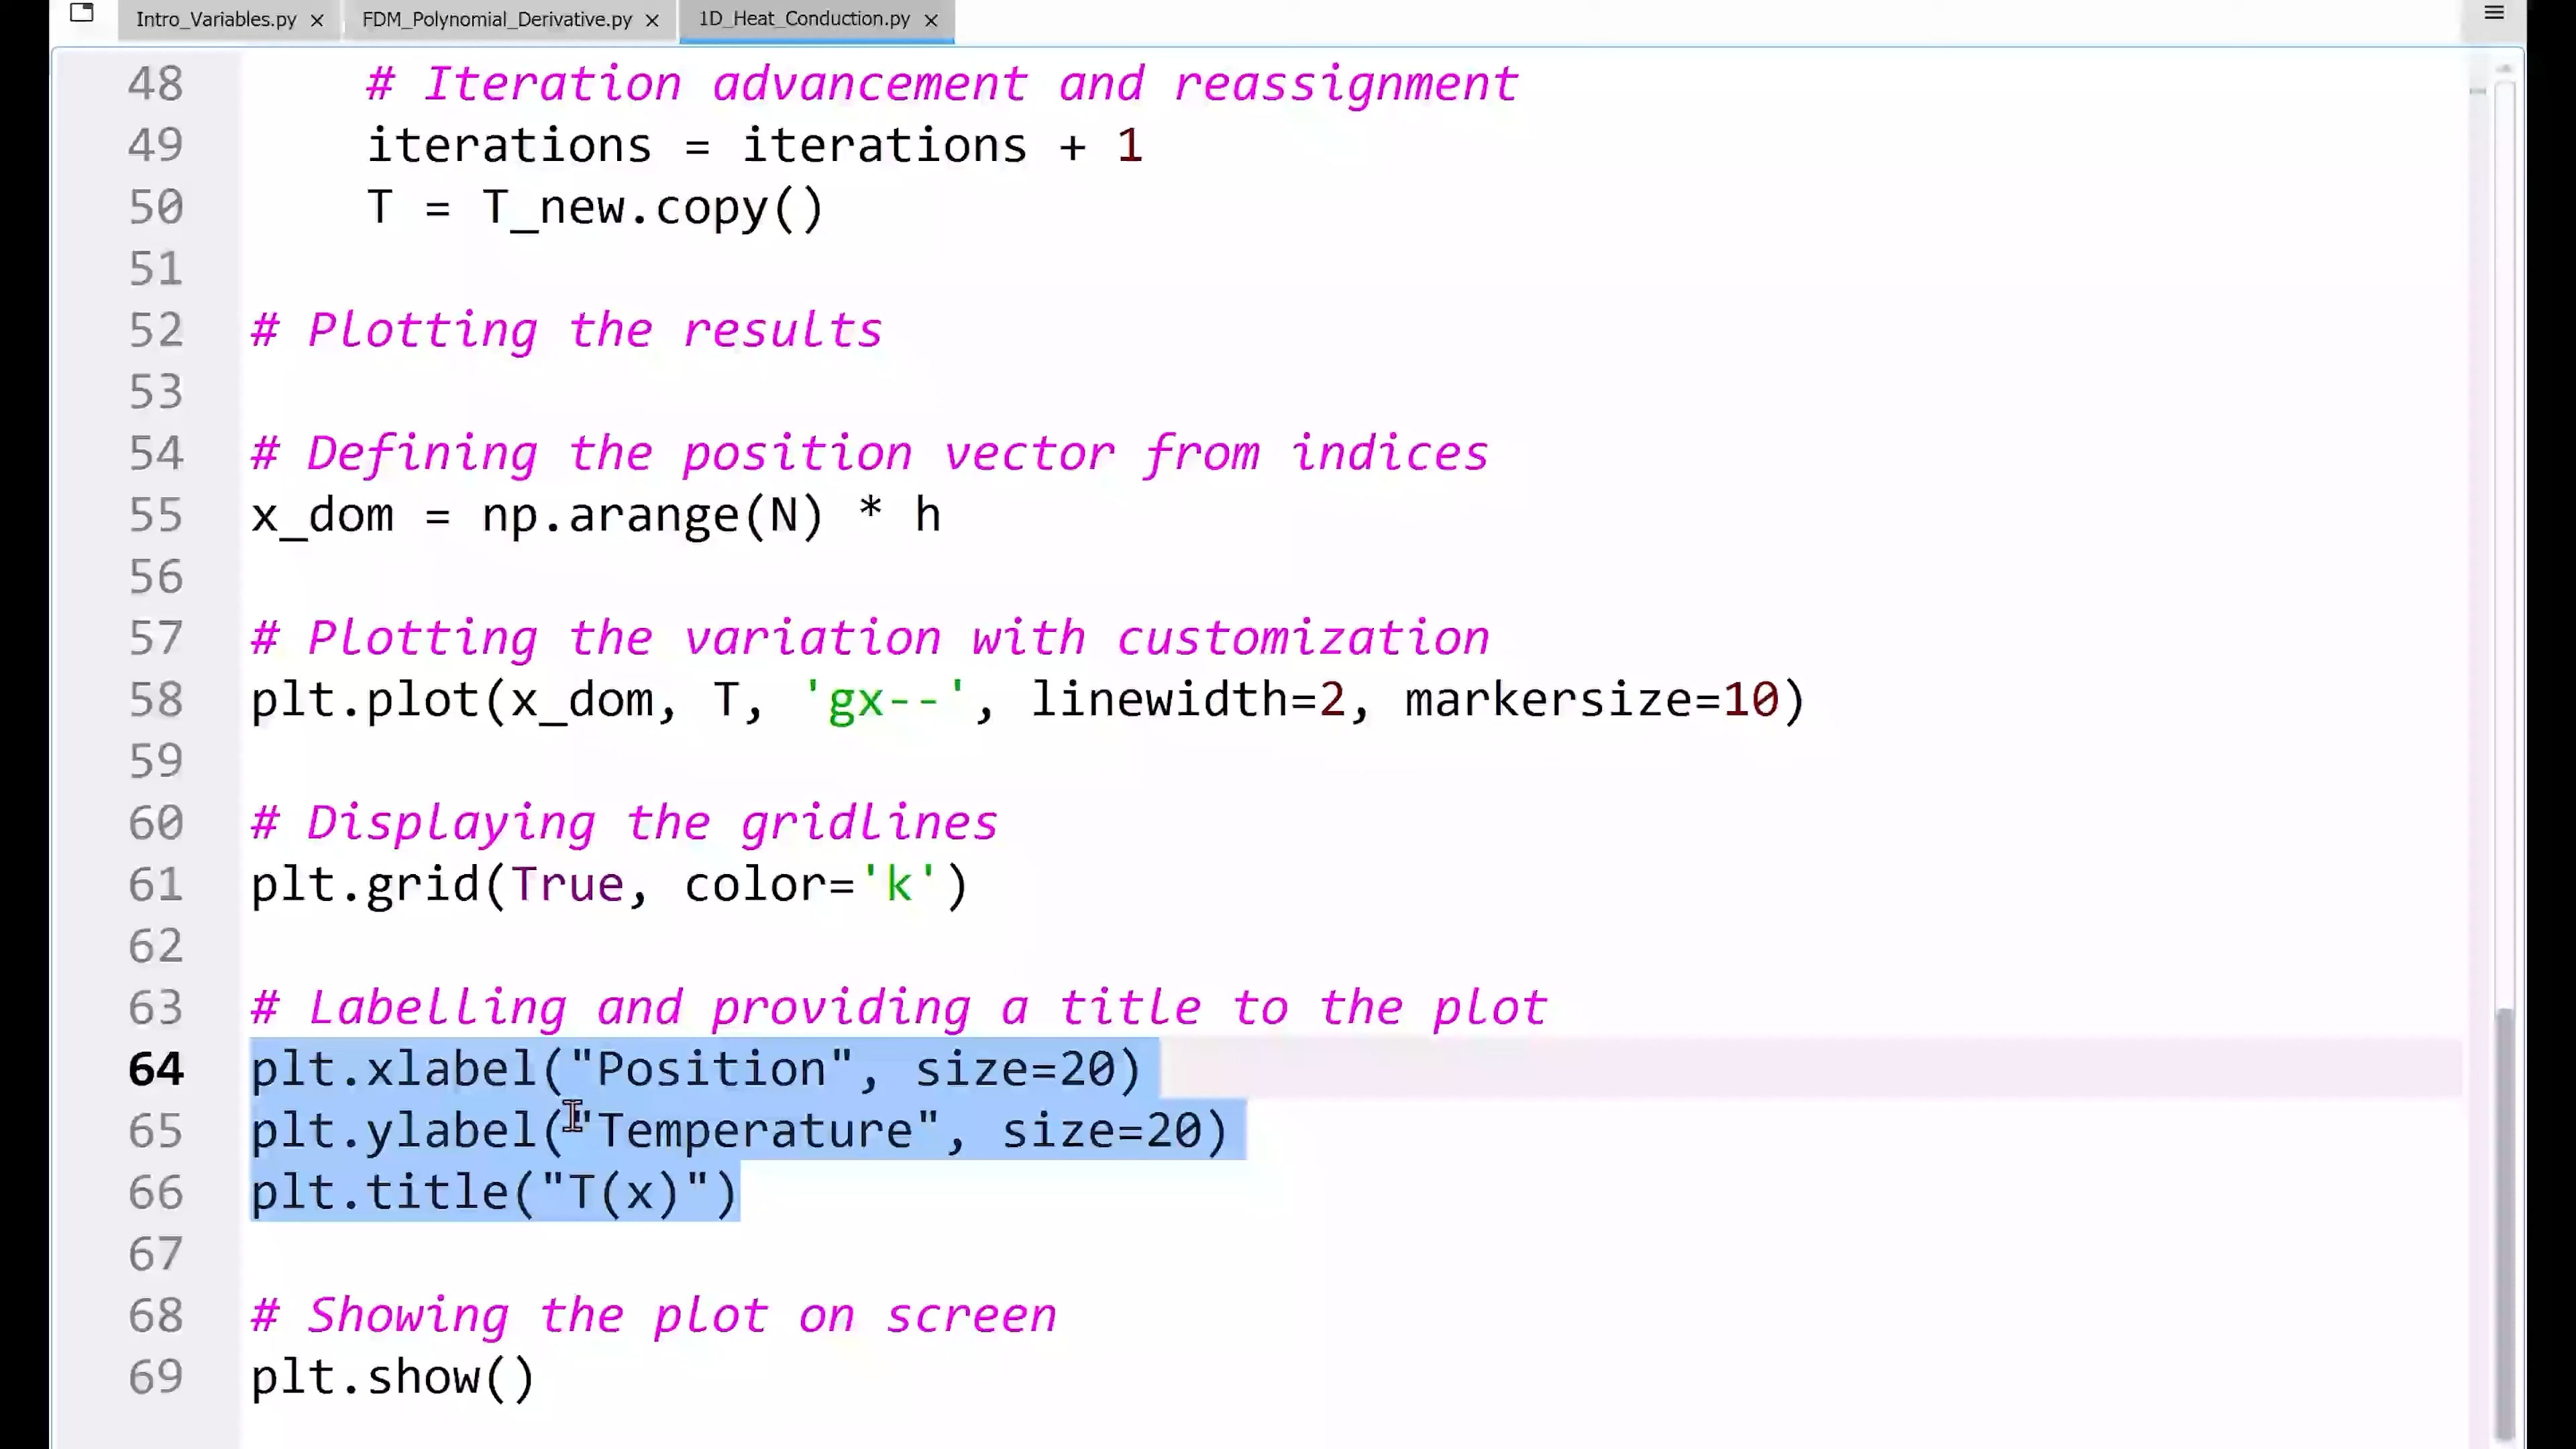 Intro_Variables.py × FDM_Polynomial_Derivative.py × 1D_Heat_Conduction.py ×
48 # Iteration advancement and reassignment
49 iterations = iterations + 1
50 T = T_new.copy()
51
52 # Plotting the results
53
54 # Defining the position vector from indices
55 x_dom = np.arange(N) * h
56
57 # Plotting the variation with customization
58 plt.plot(x_dom, T, 'gx--', linewidth=2, markersize=10)
59
60 # Displaying the gridlines
61 plt.grid(True, color='k')
62
63 # Labelling and providing a title to the plot
64 plt.xlabel("Position", size=20)
65 plt.ylabel("Temperature", size=20)
66 plt.title("T(x)")
67
68 # Showing the plot on screen
69 plt.show()